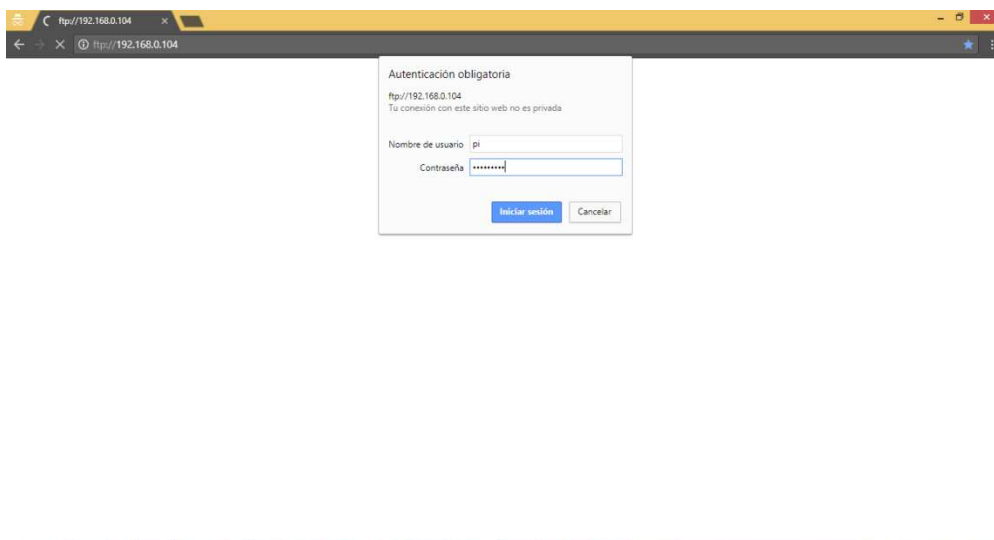 ftp://192.168.0.104
ftp://192.168.0.104
Autenticación obligatoria
ftp://192.168.0.104
Tu conexión con este sitio web no es privada
Nombre de usuario pi
Contraseña •••••••••
Iniciar sesión Cancelar